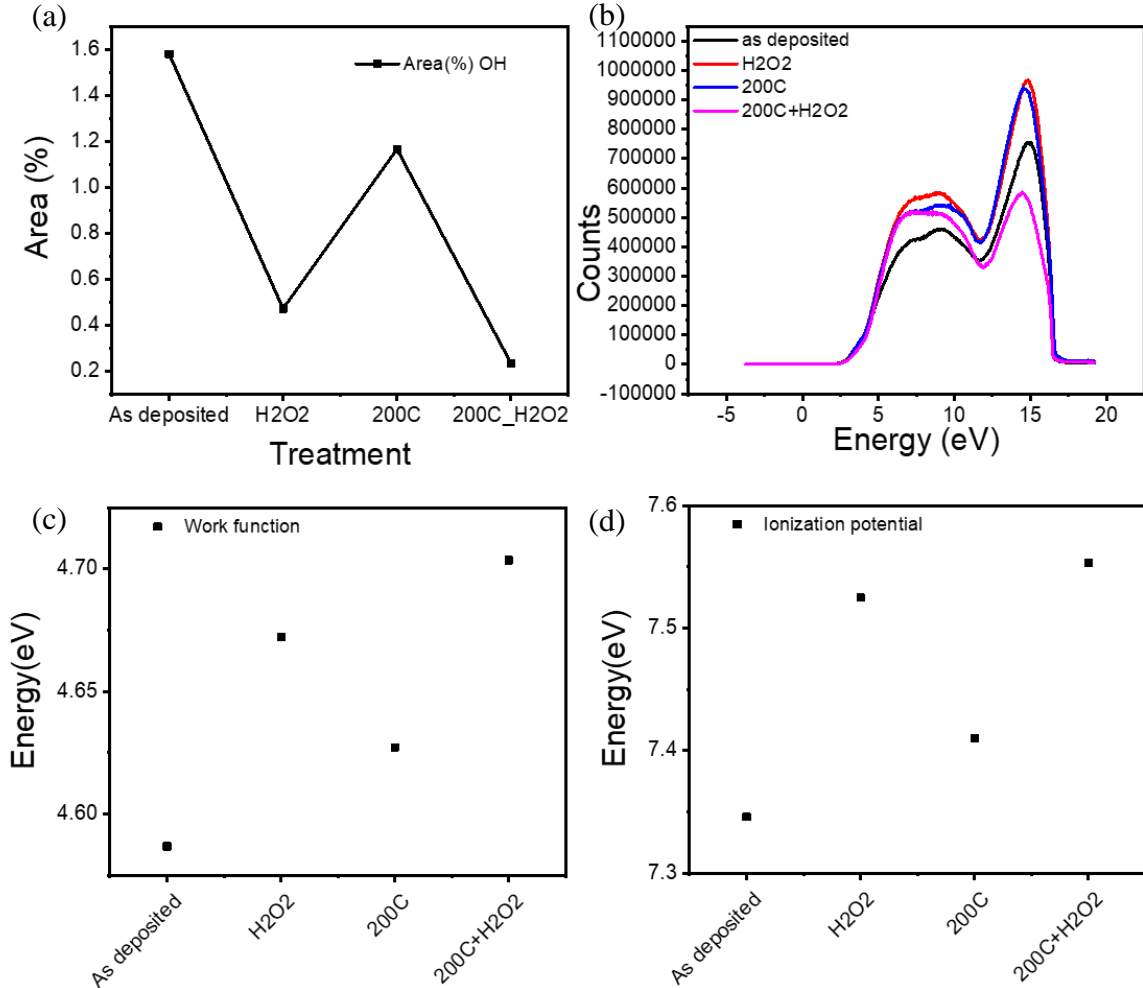 (a)
Area(%) OH
1.6
1.4
1.2
1.0
0.8
0.6
0.4
0.2
Area (%)
As deposited
H2O2
200C
200C_H2O2
Treatment
(b)
as deposited
H2O2
200C
200C+H2O2
1100000
1000000
900000
800000
700000
600000
500000
400000
300000
200000
100000
0
-100000
Counts
-5
0
5
10
15
20
Energy (eV)
(c)
Work function
4.70
4.65
4.60
Energy(eV)
As deposited
H2O2
200C
200C+H2O2
(d)
Ionization potential
7.6
7.5
7.4
7.3
Energy(eV)
As deposited
H2O2
200C
200C+H2O2